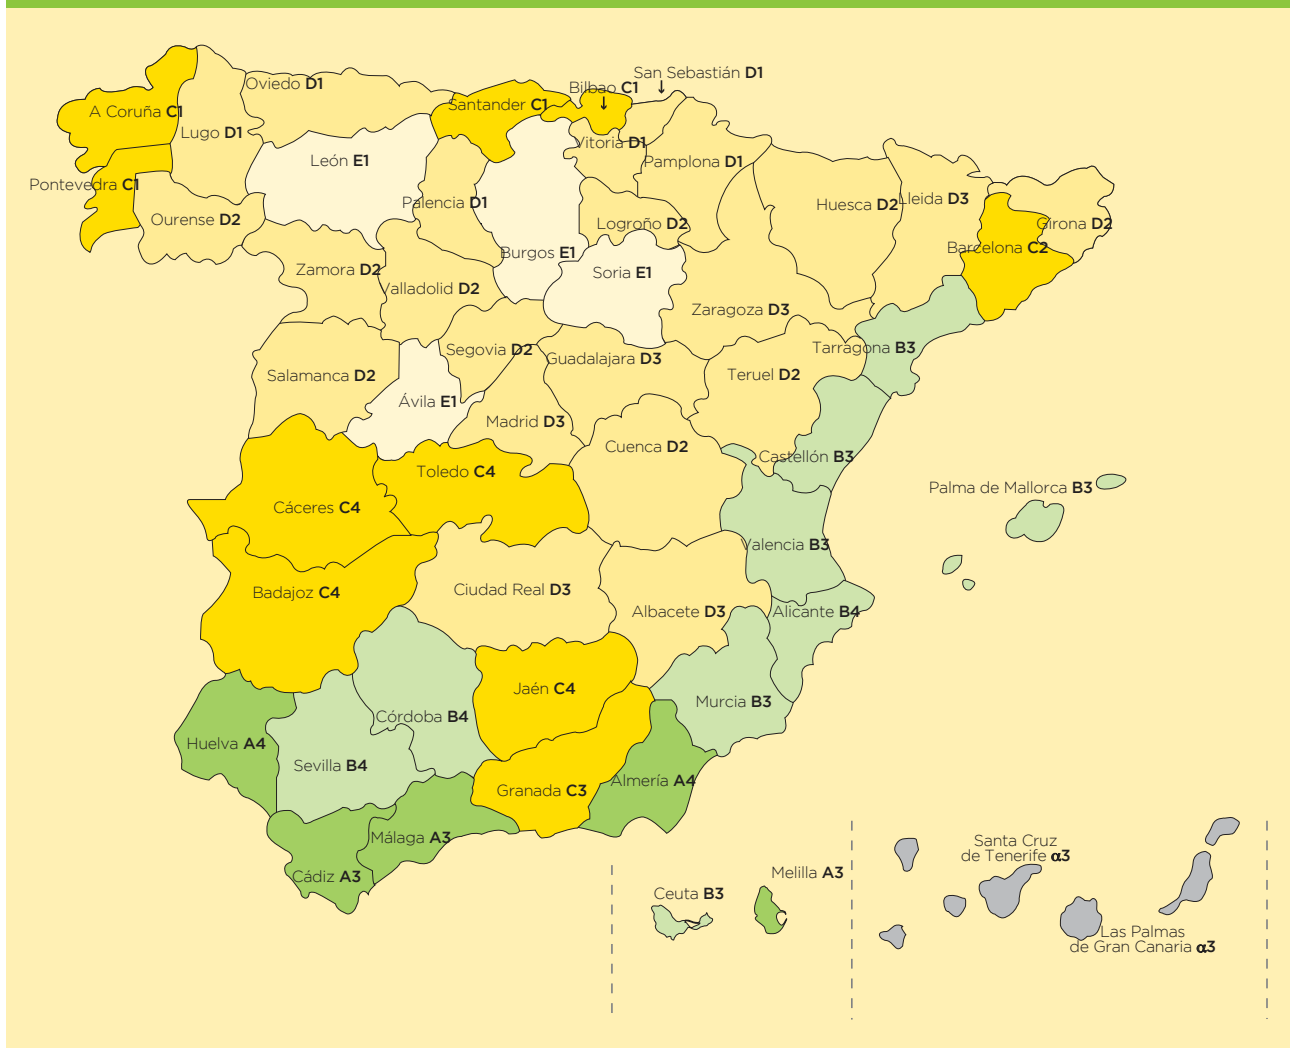 San Sebastián D1
Oviedo D1
Bilbao C1
↓
↓
A Coruña C1
Santander C1
Lugo D1
Vitoria D1
León E1
Pamplona D1
Pontevedra C1
Palencia D1
Huesca D2
Lleida D3
Ourense D2
Logroño D2
Girona D2
Burgos E1
Barcelona C2
Zamora D2
Soria E1
Valladolid D2
Zaragoza D3
Segovia D2
Guadalajara D3
Tarragona B3
Salamanca D2
Teruel D2
Ávila E1
Madrid D3
Cuenca D2
Castellón B3
Toledo C4
Palma de Mallorca B3
Cáceres C4
Valencia B3
Badajoz C4
Ciudad Real D3
Albacete D3
Alicante B4
Jaén C4
Murcia B3
Córdoba B4
Huelva A4
Sevilla B4
Almería A4
Granada C3
Málaga A3
Cádiz A3
Santa Cruz
de Tenerife α3
Melilla A3
Ceuta B3
Las Palmas
de Gran Canaria α3